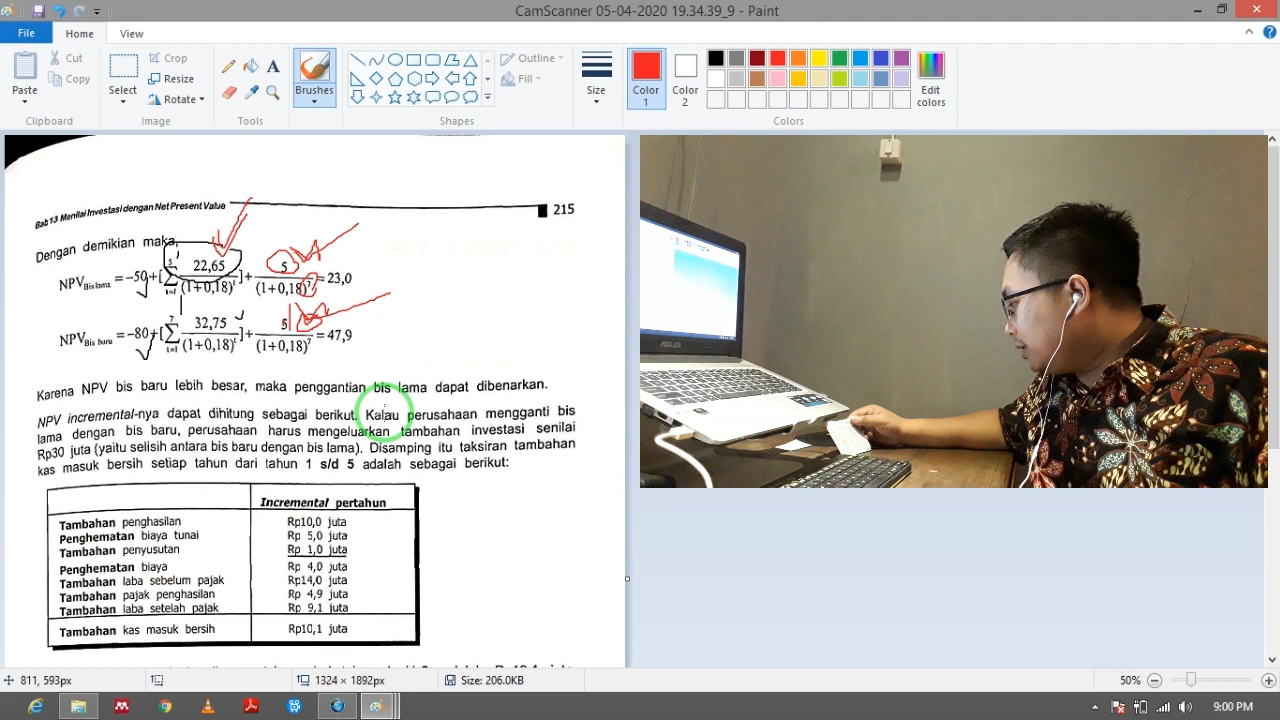 CamScanner 05-04-2020 19.34.39_9 - Paint
File Home View
Paste Cut Copy Select Crop Resize Rotate Brushes Outline Fill Size Color 1 Color 2 Edit colors
Clipboard Image Tools Shapes Colors
Bab 13 Menilai Investasi dengan Net Present Value 215
Dengan demikian maka,
NPV Bis lama = -50+[∑ 5 t=1 22,65 / (1+0,18)^t ]+ 5 / (1+0,18)^7 = 23,0
NPV Bis baru = -80+[∑ 7 t=1 32,75 / (1+0,18)^t ]+ 5 / (1+0,18)^7 = 47,9
Karena NPV bis baru lebih besar, maka penggantian bis lama dapat dibenarkan.
NPV incremental-nya dapat dihitung sebagai berikut. Kalau perusahaan mengganti bis
lama dengan bis baru, perusahaan harus mengeluarkan tambahan investasi senilai
Rp30 juta (yaitu selisih antara bis baru dengan bis lama). Disamping itu taksiran tambahan
kas masuk bersih setiap tahun dari tahun 1 s/d 5 adalah sebagai berikut:
Incremental pertahun
Tambahan penghasilan Rp10,0 juta
Penghematan biaya tunai Rp 5,0 juta
Tambahan penyusutan Rp 1,0 juta
Penghematan biaya Rp 4,0 juta
Tambahan laba sebelum pajak Rp14,0 juta
Tambahan pajak penghasilan Rp 4,9 juta
Tambahan laba setelah pajak Rp 9,1 juta
Tambahan kas masuk bersih Rp10,1 juta
ASUS
811, 593px 1324 × 1892px Size: 206.0KB 50%
9:00 PM